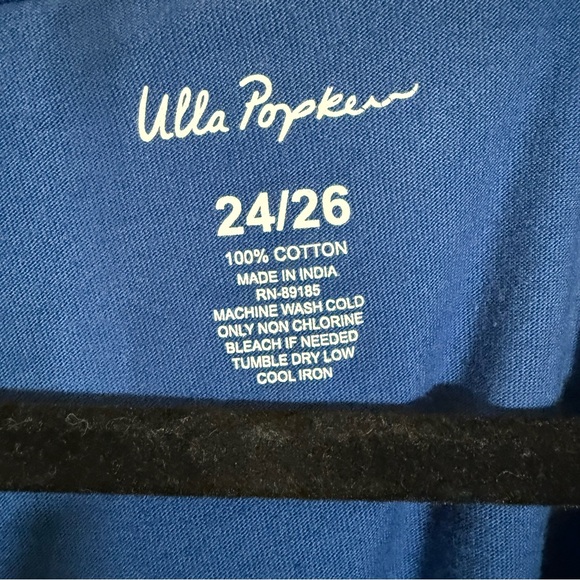 Ulla Popken
24/26
100% COTTON
MADE IN INDIA
RN-89185
MACHINE WASH COLD
ONLY NON CHLORINE
BLEACH IF NEEDED
TUMBLE DRY LOW
COOL IRON